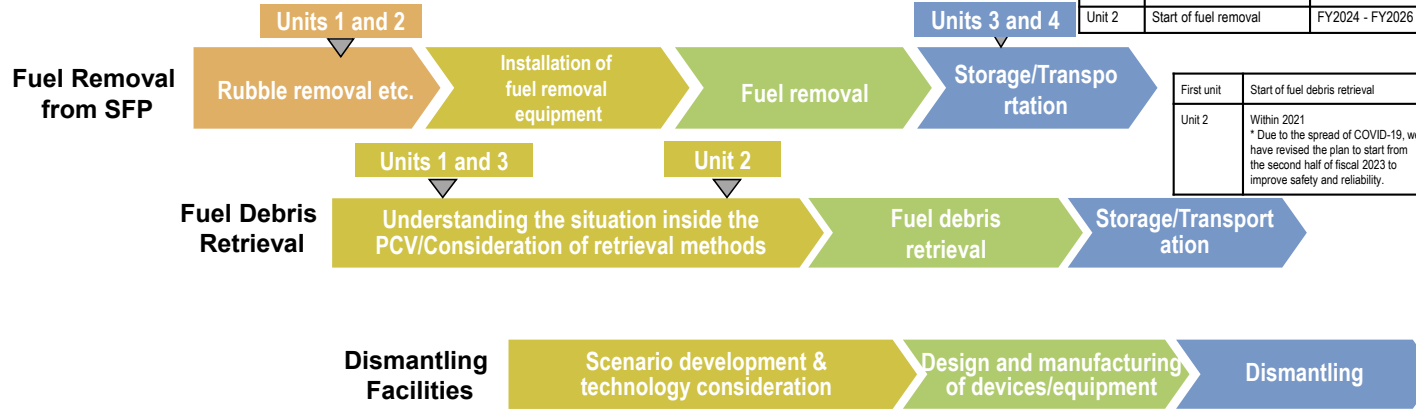 Units 1 and 2
Units 3 and 4
Unit 2
Start of fuel removal
FY2024 - FY2026
Fuel Removal
from SFP
Rubble removal etc.
Installation of
fuel removal
equipment
Fuel removal
Storage/Transpo
rtation
First unit
Start of fuel debris retrieval
Unit 2
Within 2021
* Due to the spread of COVID-19, we
have revised the plan to start from
the second half of fiscal 2023 to
improve safety and reliability.
Units 1 and 3
Unit 2
Fuel Debris
Retrieval
Understanding the situation inside the
PCV/Consideration of retrieval methods
Fuel debris
retrieval
Storage/Transport
ation
Dismantling
Facilities
Scenario development &
technology consideration
Design and manufacturing
of devices/equipment
Dismantling